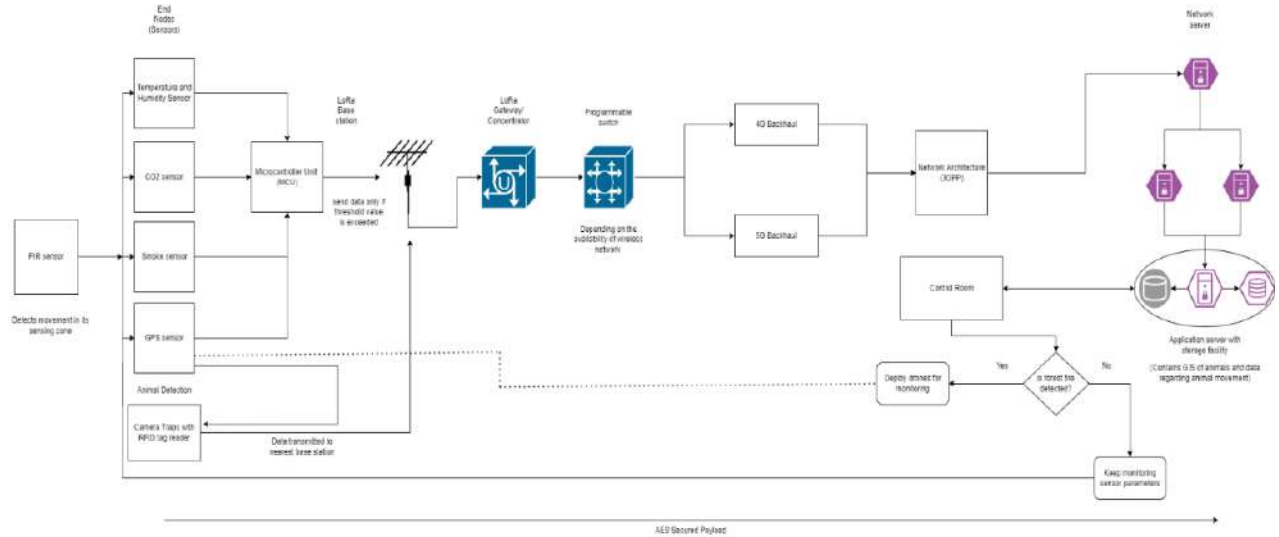 End
Nodes
(Sensors)
Network
server
Temperature and
Humidity Sensor
LoRa
Base
station
LoRa
Gateway/
Concentrator
Programmable
switch
4G Backhaul
CO2 sensor
Microcontroller Unit
(MCU)
Network Architecture
(3GPP)
send data only if
threshold value
is exceeded
Depending on the
availability of wireless
network
5G Backhaul
PIR sensor
Smoke sensor
Detects movement in its
sensing zone
GPS sensor
Control Room
Application server with
storage facility
(Contains GIS of animals and data
regarding animal movement)
Animal Detection
Camera Traps with
RFID tag reader
Data transmitted to
nearest base station
Deploy drones for
monitoring
Yes
Is forest fire
detected?
No
Keep monitoring
sensor parameters
AES Secured Payload